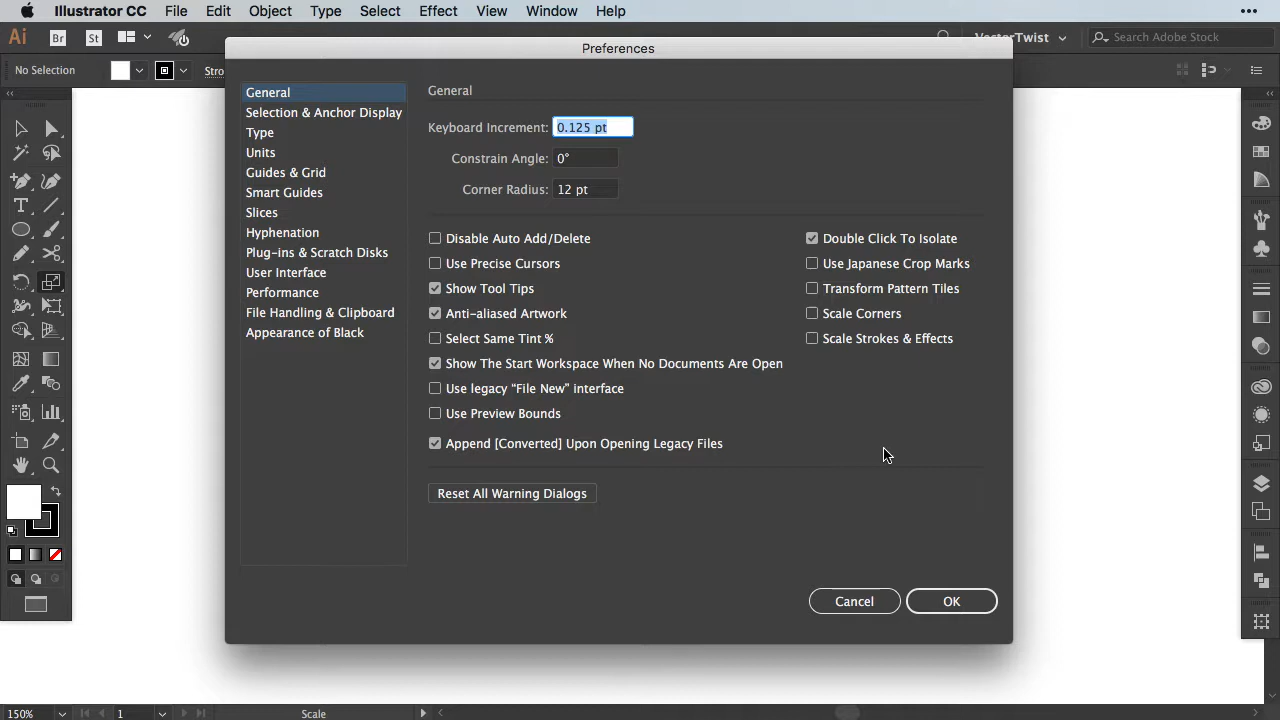 Illustrator CC File Edit Object Type Select Effect View Window Help
Ai Br St VectorTwist Search Adobe Stock
Preferences
No Selection Stro
General
Selection & Anchor Display
Type
Units
Guides & Grid
Smart Guides
Slices
Hyphenation
Plug-ins & Scratch Disks
User Interface
Performance
File Handling & Clipboard
Appearance of Black
General
Keyboard Increment: 0.125 pt
Constrain Angle: 0°
Corner Radius: 12 pt
Disable Auto Add/Delete
Use Precise Cursors
Show Tool Tips
Anti-aliased Artwork
Select Same Tint %
Show The Start Workspace When No Documents Are Open
Use legacy “File New” interface
Use Preview Bounds
Append [Converted] Upon Opening Legacy Files
Double Click To Isolate
Use Japanese Crop Marks
Transform Pattern Tiles
Scale Corners
Scale Strokes & Effects
Reset All Warning Dialogs
Cancel OK
150% 1 Scale